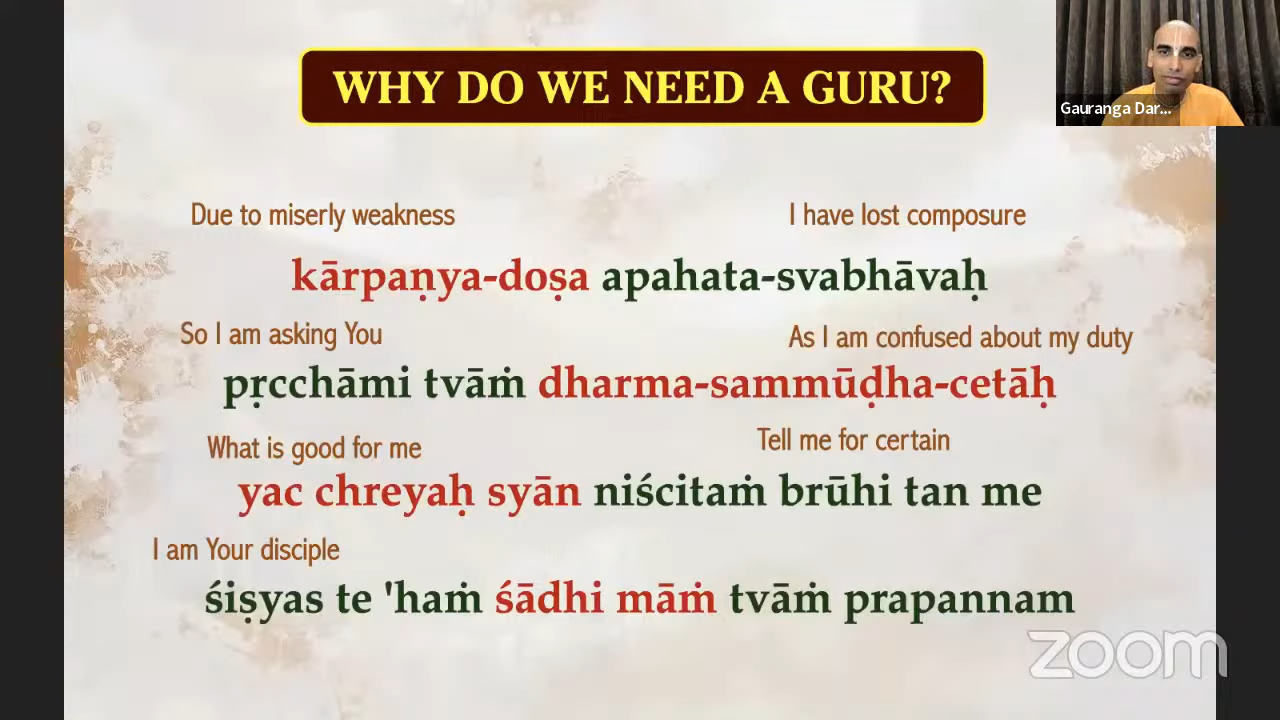 WHY DO WE NEED A GURU?
Gauranga Dar...
Due to miserly weakness
I have lost composure
kārpaṇya-doṣa apahata-svabhāvaḥ
So I am asking You
As I am confused about my duty
pṛcchāmi tvāṁ dharma-sammūḍha-cetāḥ
What is good for me
Tell me for certain
yac chreyaḥ syān niścitaṁ brūhi tan me
I am Your disciple
śiṣyas te 'haṁ śādhi māṁ tvāṁ prapannam
zoom